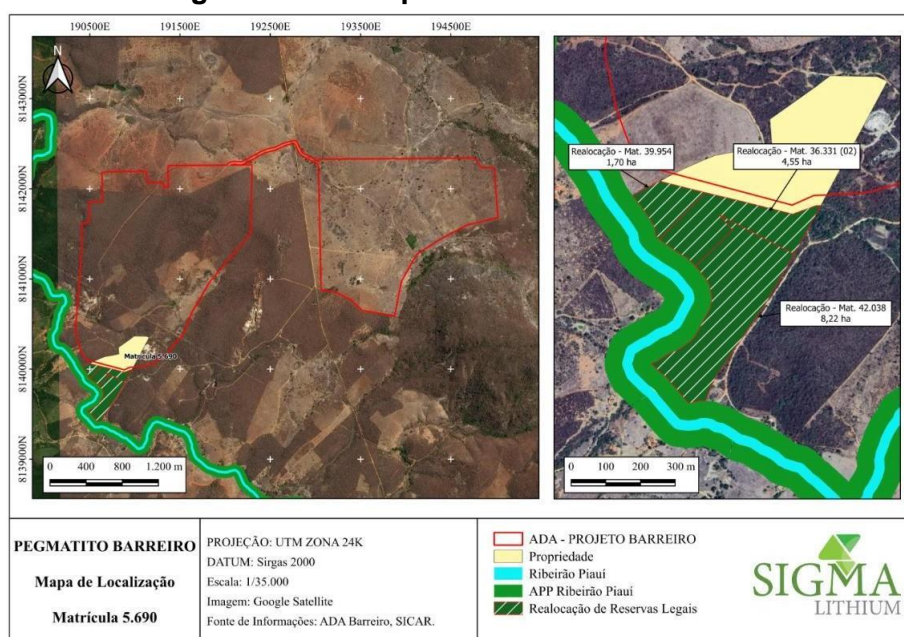 190500E
191500E
192500E
193500E
194500E
N
8143000N
8142000N
8141000N
8140000N
8139000N
Matrícula 5.690
0 400 800 1.200 m
Realocação - Mat. 39.954
1,70 ha
Realocação - Mat. 36.331 (02)
4,55 ha
Realocação - Mat. 42.038
8,22 ha
0 100 200 300 m
PEGMATITO BARREIRO
Mapa de Localização
Matrícula 5.690
PROJEÇÃO: UTM ZONA 24K
DATUM: Sirgas 2000
Escala: 1/35.000
Imagem: Google Satellite
Fonte de Informações: ADA Barreiro, SICAR.
ADA - PROJETO BARREIRO
Propriedade
Ribeirão Piauí
APP Ribeirão Piauí
Realocação de Reservas Legais
SIGMA
LITHIUM